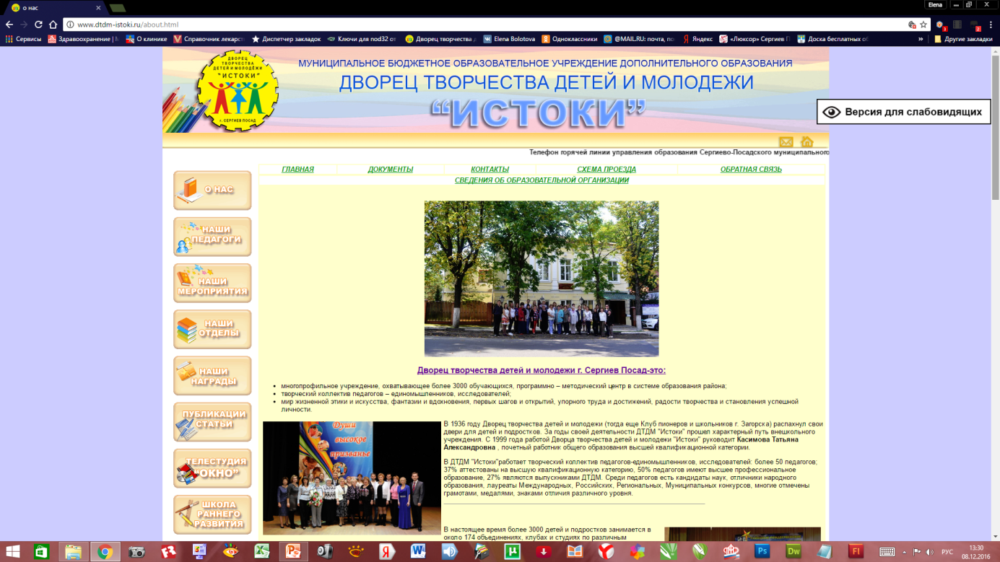 о нас
Elena
www.dtdm-istoki.ru/about.html
Сервисы Здравоохранение | М О клинике Справочник лекарст Диспетчер закладок Ключи для nod32 от Дворец творчества д Elena Bolotova Одноклассники @MAIL.RU: почта, по Яндекс «Люксор» Сергиев П Доска бесплатных об » Другие закладки
ДВОРЕЦ
ТВОРЧЕСТВА
ДЕТЕЙ И МОЛОДЁЖИ
"ИСТОКИ"
г. СЕРГИЕВ ПОСАД
МУНИЦИПАЛЬНОЕ БЮДЖЕТНОЕ ОБРАЗОВАТЕЛЬНОЕ УЧРЕЖДЕНИЕ ДОПОЛНИТЕЛЬНОГО ОБРАЗОВАНИЯ
ДВОРЕЦ ТВОРЧЕСТВА ДЕТЕЙ И МОЛОДЕЖИ
“ИСТОКИ”
Версия для слабовидящих
Телефон горячей линии управления образования Сергиево-Посадского муниципального
ГЛАВНАЯ ДОКУМЕНТЫ КОНТАКТЫ СХЕМА ПРОЕЗДА ОБРАТНАЯ СВЯЗЬ
СВЕДЕНИЯ ОБ ОБРАЗОВАТЕЛЬНОЙ ОРГАНИЗАЦИИ
О НАС
НАШИ
ПЕДАГОГИ
НАШИ
МЕРОПРИЯТИЯ
НАШИ
ОТДЕЛЫ
НАШИ
НАГРАДЫ
ПУБЛИКАЦИИ
СТАТЬИ
ТЕЛЕСТУДИЯ
“ОКНО”
ШКОЛА
РАННЕГО
РАЗВИТИЯ
Дворец творчества детей и молодежи г. Сергиев Посад-это:
• многопрофильное учреждение, охватывающее более 3000 обучающихся, программно – методический центр в системе образования района;
• творческий коллектив педагогов – единомышленников, исследователей;
• мир жизненной этики и искусства, фантазии и вдохновения, первых шагов и открытий, упорного труда и достижений, радости творчества и становления успешной
личности.
Души
высокое
призванье
В 1936 году Дворец творчества детей и молодежи (тогда еще Клуб пионеров и школьников г. Загорска) распахнул свои
двери для детей и подростков. За годы своей деятельности ДТДМ "Истоки" прошел характерный путь внешкольного
учреждения. С 1999 года работой Дворца творчества детей и молодежи "Истоки" руководит Касимова Татьяна
Александровна , почетный работник общего образования высшей квалификационной категории.
В ДТДМ "Истоки"работает творческий коллектив педагогов-единомышленников, исследователей: более 50 педагогов;
37% аттестованы на высшую квалификационную категорию, 50% педагогов имеют высшее профессиональное
образование, 27% являются выпускниками ДТДМ. Среди педагогов есть кандидаты наук, отличники народного
образования, лауреаты Международных, Российских, Региональных, Муниципальных конкурсов, многие отмечены
грамотами, медалями, знаками отличия различного уровня.
В настоящее время более 3000 детей и подростков занимается в
около 174 объединениях, клубах и студиях по различным
РУС
13:30
08.12.2016